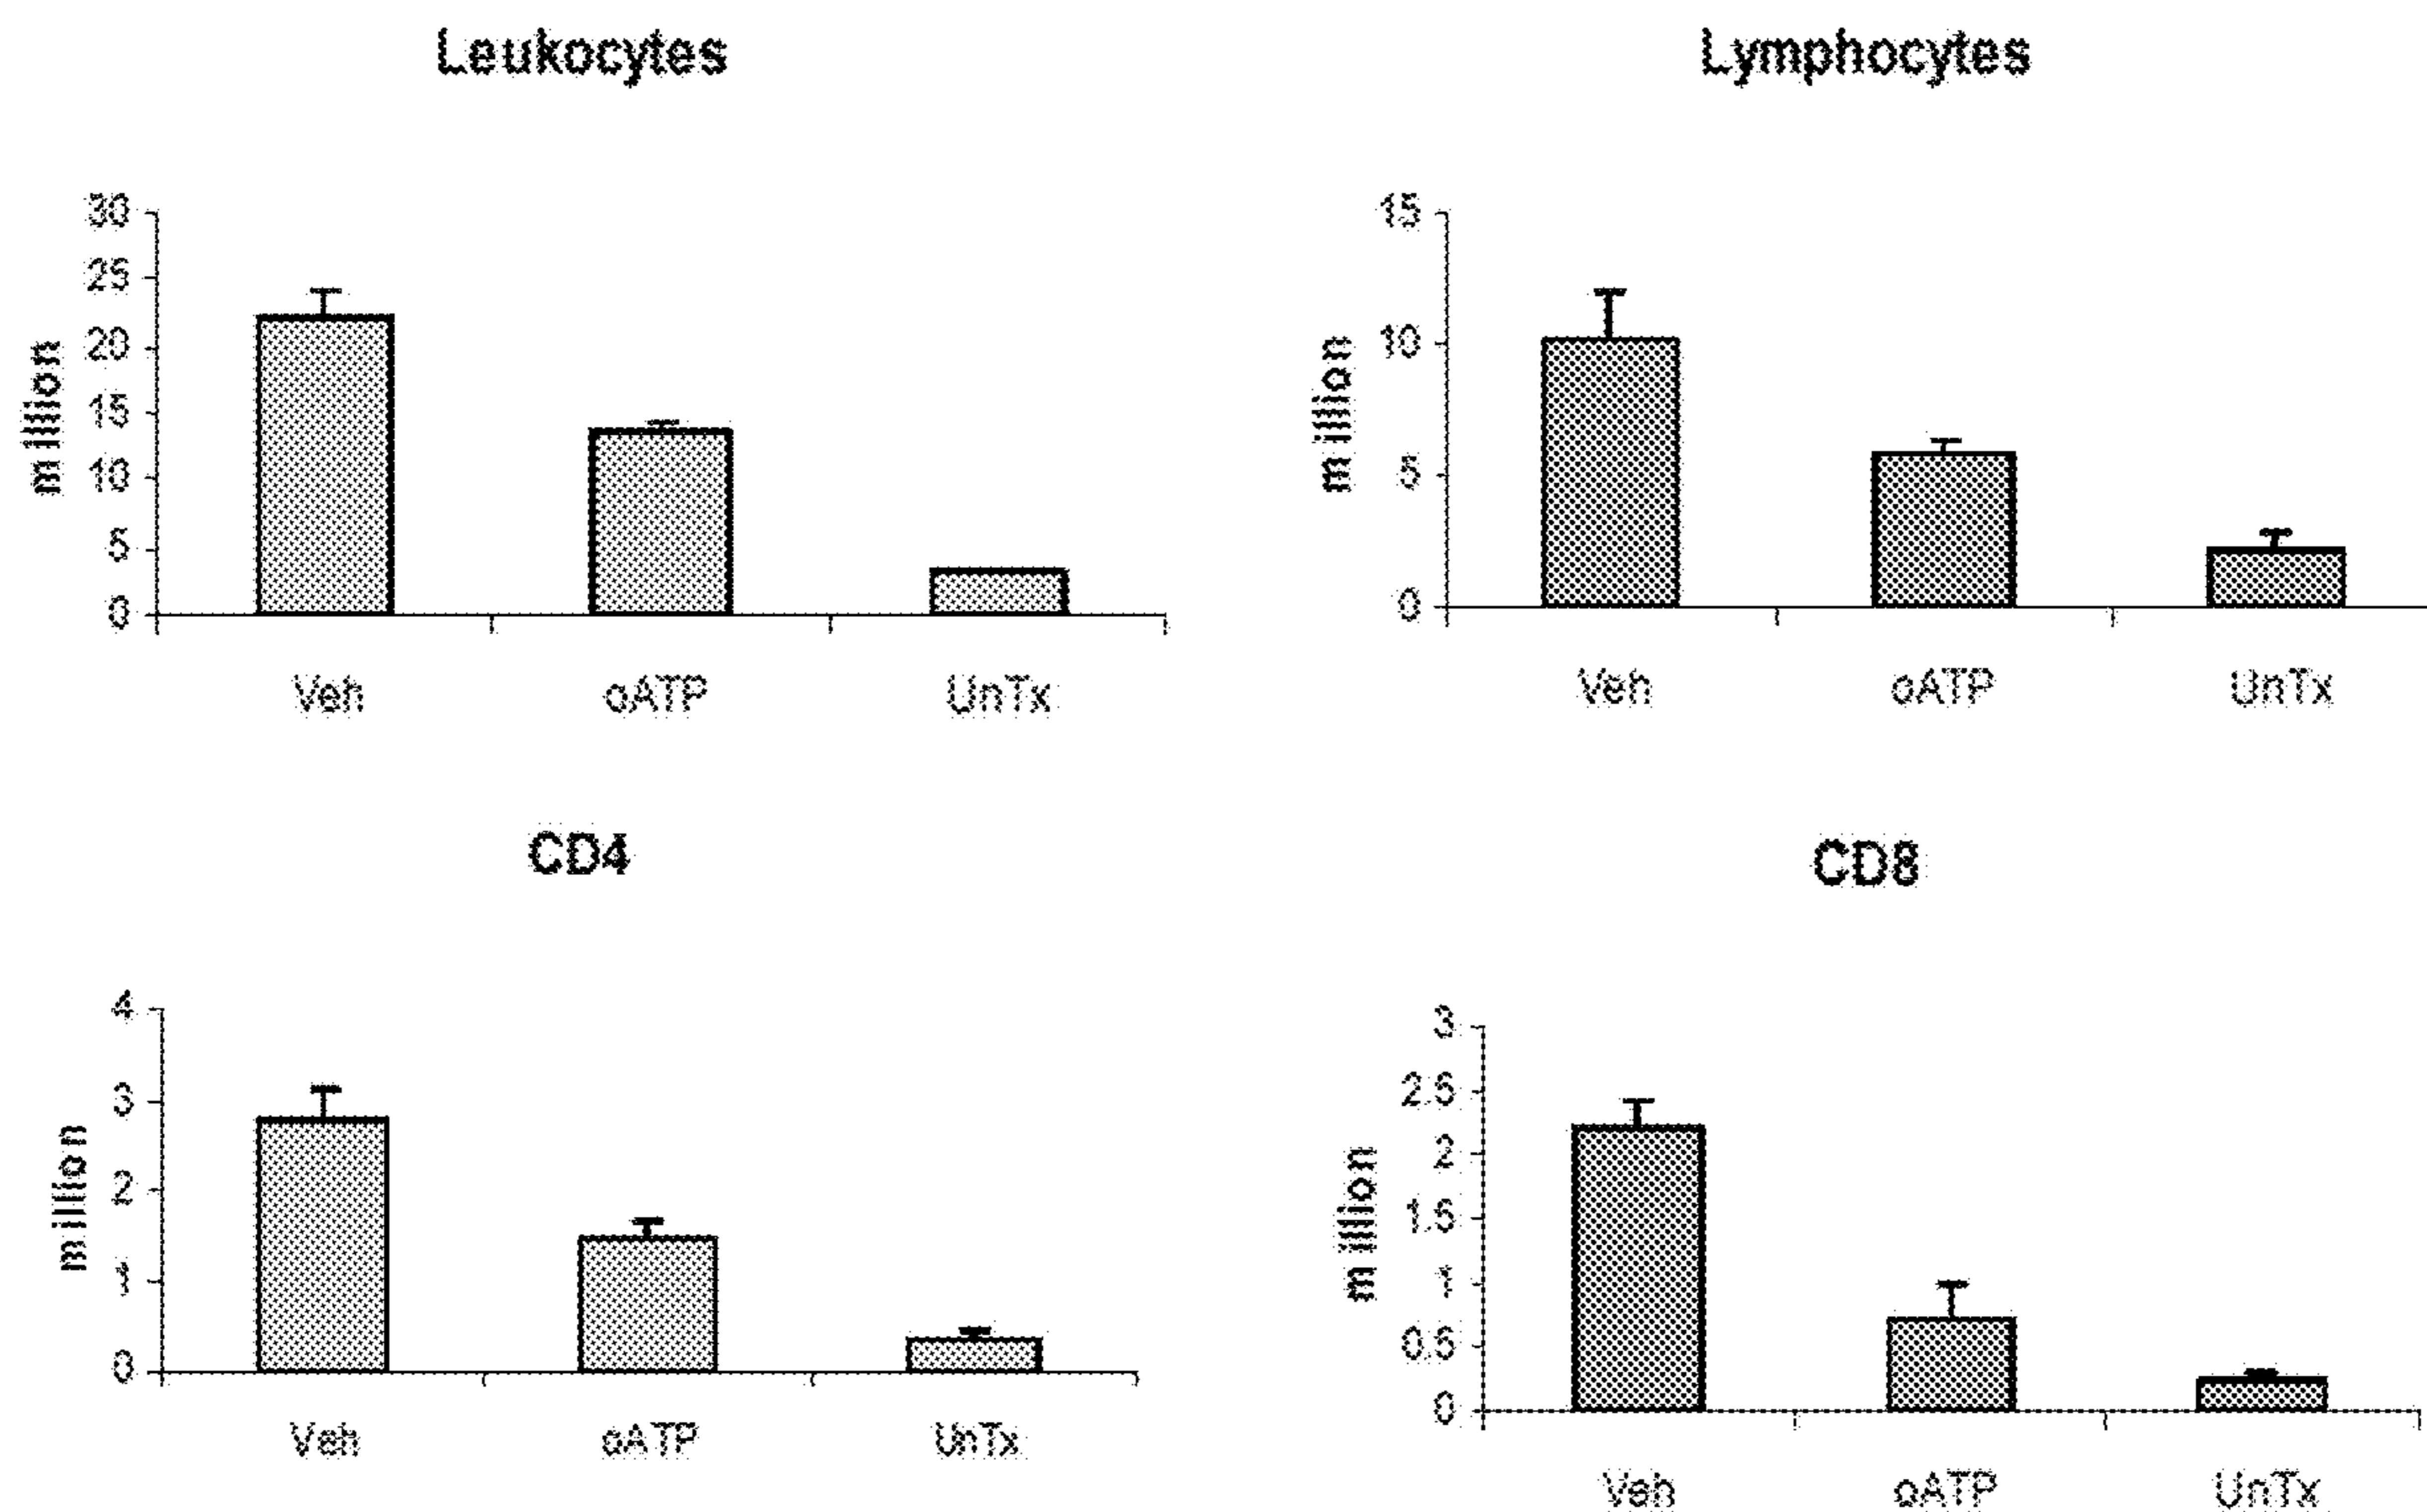 Leukocytes
30
25
20
15
10
5
0
million
Veh
oATP
UnTx
Lymphocytes
15
10
5
0
million
Veh
oATP
UnTx
CD4
4
3
2
1
0
million
Veh
oATP
UnTx
CD8
3
2.5
2
1.5
1
0.5
0
million
Veh
oATP
UnTx